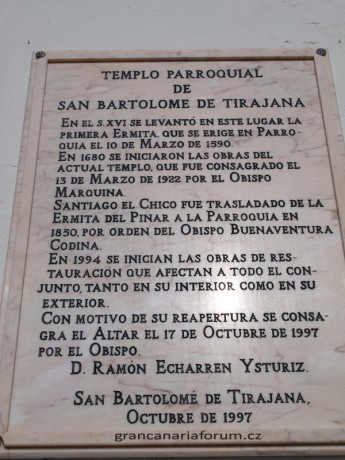 TEMPLO PARROQUIAL
DE
SAN BARTOLOME DE TIRAJANA
EN EL S.XVI SE LEVANTÓ EN ESTE LUGAR LA
PRIMERA ERMITA, QUE SE ERIGE EN PARRO-
QUIA EL 10 DE MARZO DE 1590.
EN 1680 SE INICIARON LAS OBRAS DEL
ACTUAL TEMPLO, QUE FUE CONSAGRADO EL
13 DE MARZO DE 1922 POR EL OBISPO
MARQUINA.
SANTIAGO EL CHICO FUE TRASLADADO DE LA
ERMITA DEL PINAR A LA PARROQUIA EN
1850, POR ORDEN DEL OBISPO BUENAVENTURA
CODINA.
EN 1994 SE INICIAN LAS OBRAS DE RES-
TAURACIÓN QUE AFECTAN A TODO EL CON-
JUNTO, TANTO EN SU INTERIOR COMO EN SU
EXTERIOR.
CON MOTIVO DE SU REAPERTURA SE CONSA-
GRA EL ALTAR EL 17 DE OCTUBRE DE 1997
POR EL OBISPO.
D. RAMÓN ECHARREN YSTURIZ.
SAN BARTOLOMÉ DE TIRAJANA,
OCTUBRE DE 1997
grancanariaforum.cz